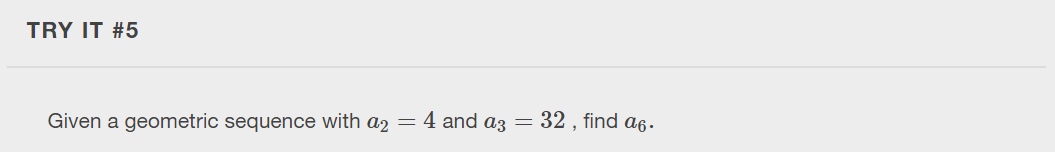 TRY IT #5
Given a geometric sequence with a₂ = 4 and a₃ = 32 , find a₆.